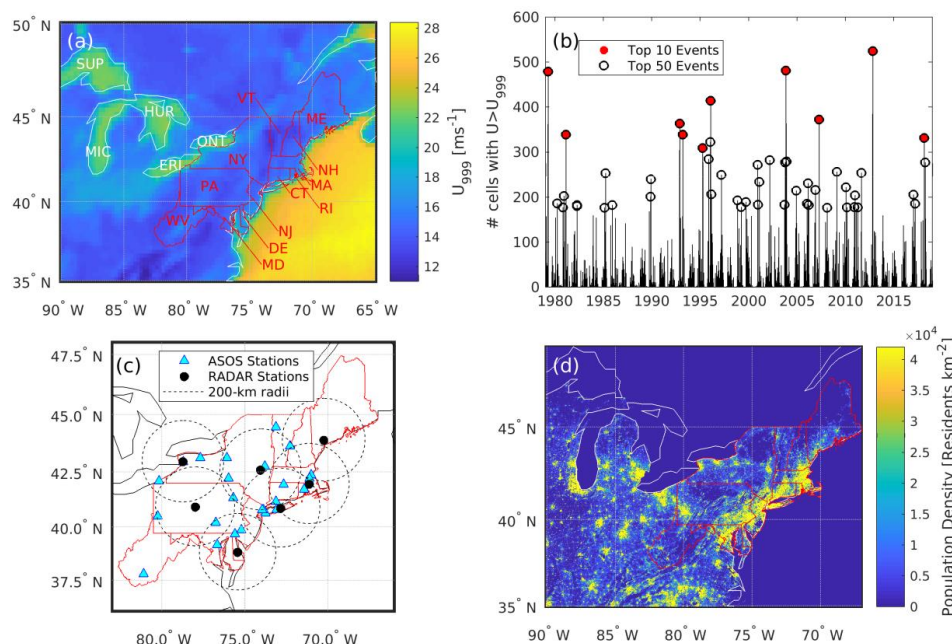 (a)
50° N
45° N
40° N
35° N
90° W
85° W
80° W
75° W
70° W
65° W
SUP
HUR
MIC
ONT
ERI
VT
ME
NY
NH
MA
CT
RI
PA
NJ
WV
DE
MD
28
26
24
22
20
18
16
14
12
U999 [ms-1]
(b)
Top 10 Events
Top 50 Events
# cells with U>U999
600
500
400
300
200
100
0
1979 1985 1990 1995 2000 2005 2010 2017
(c)
ASOS Stations
RADAR Stations
200-km radii
47.5° N
45.0° N
42.5° N
40.0° N
37.5° N
80.0° W
75.0° W
70.0° W
(d)
45° N
40° N
35° N
90° W
85° W
80° W
75° W
70° W
×10^4
4
3.5
3
2.5
2
1.5
1
0.5
0
Population Density [Residents km-2]